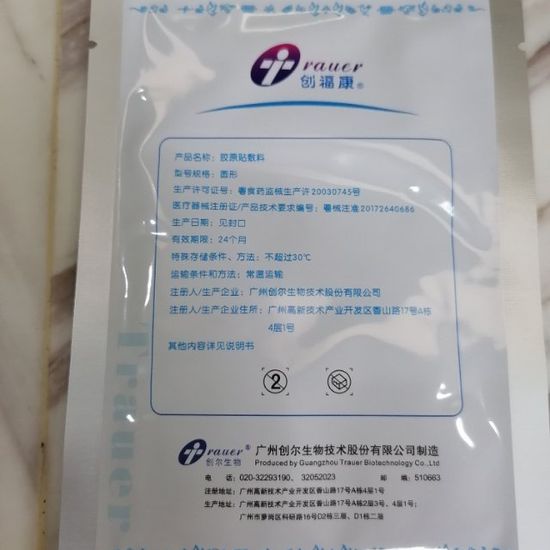 Trauer
创福康®
产品名称：胶原贴敷料
型号规格：圆形
生产许可证号：粤食药监械生产许20030745号
医疗器械注册证/产品技术要求编号：粤械注准20172640686
生产日期：见封口
有效期限：24个月
特殊存储条件、方法：不超过30℃
运输条件和方法：常温运输
注册人/生产企业：广州创尔生物技术股份有限公司
注册人/生产企业住所：广州高新技术产业开发区香山路17号A栋
4层1号
其他内容详见说明书
2
Trauer
Trauer®
创尔生物
广州创尔生物技术股份有限公司制造
Produced by Guangzhou Trauer Biotechnology Co.,Ltd
电 话：020-32293190、32052023 邮编：510663
注册地址：广州高新技术产业开发区香山路17号A栋4层1号
生产地址：广州高新技术产业开发区香山路17号A栋2层3号、4层1号；
广州市萝岗区科研路16号D2栋三层、D1栋二层